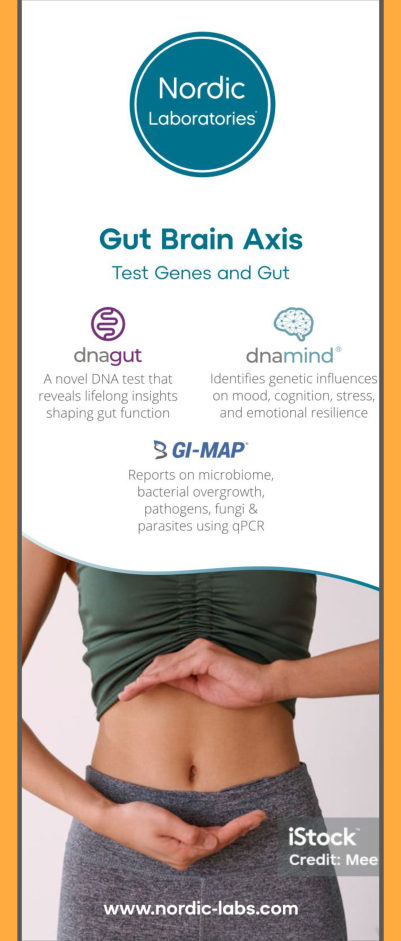 Nordic
Laboratories
Gut Brain Axis
Test Genes and Gut
dnagut
A novel DNA test that
reveals lifelong insights
shaping gut function
dnamind®
Identifies genetic influences
on mood, cognition, stress,
and emotional resilience
GI-MAP
Reports on microbiome,
bacterial overgrowth,
pathogens, fungi &
parasites using qPCR
iStock
Credit: Mee
www.nordic-labs.com